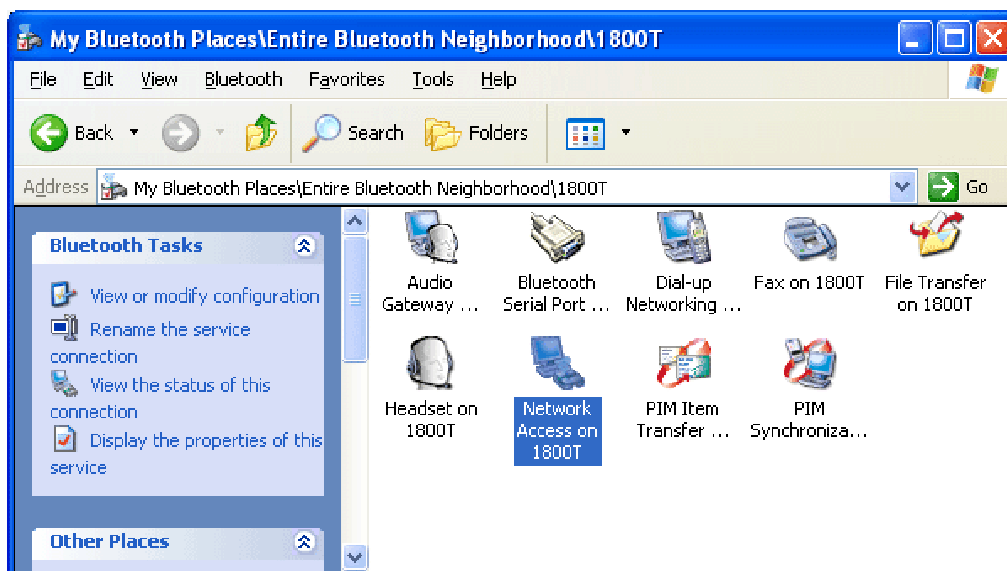 My Bluetooth Places\Entire Bluetooth Neighborhood\1800T
File Edit View Bluetooth Favorites Tools Help
Back Search Folders
Address My Bluetooth Places\Entire Bluetooth Neighborhood\1800T Go
Bluetooth Tasks
View or modify configuration
Rename the service
connection
View the status of this
connection
Display the properties of this
service
Other Places
Audio
Gateway ...
Bluetooth
Serial Port ...
Dial-up
Networking ...
Fax on 1800T
File Transfer
on 1800T
Headset on
1800T
Network
Access on
1800T
PIM Item
Transfer ...
PIM
Synchroniza...